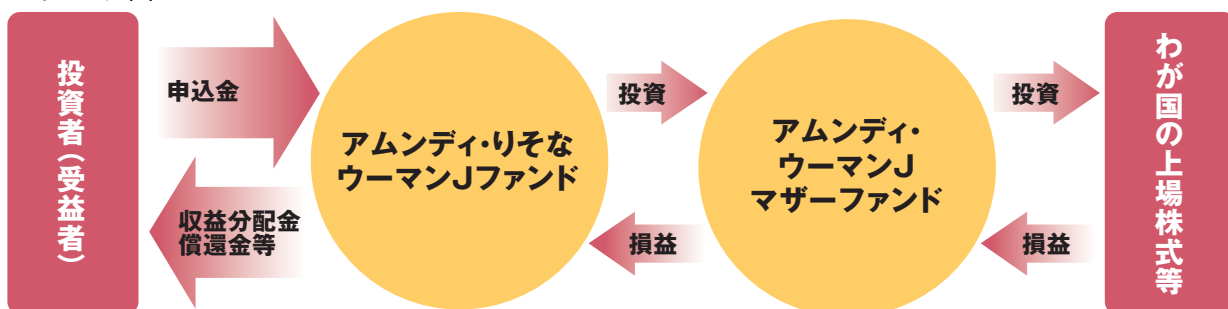 投資者（受益者）
申込金
収益分配金
償還金等
アムンディ・りそな
ウーマンJファンド
投資
損益
アムンディ・
ウーマンJ
マザーファンド
投資
損益
わが国の上場株式等